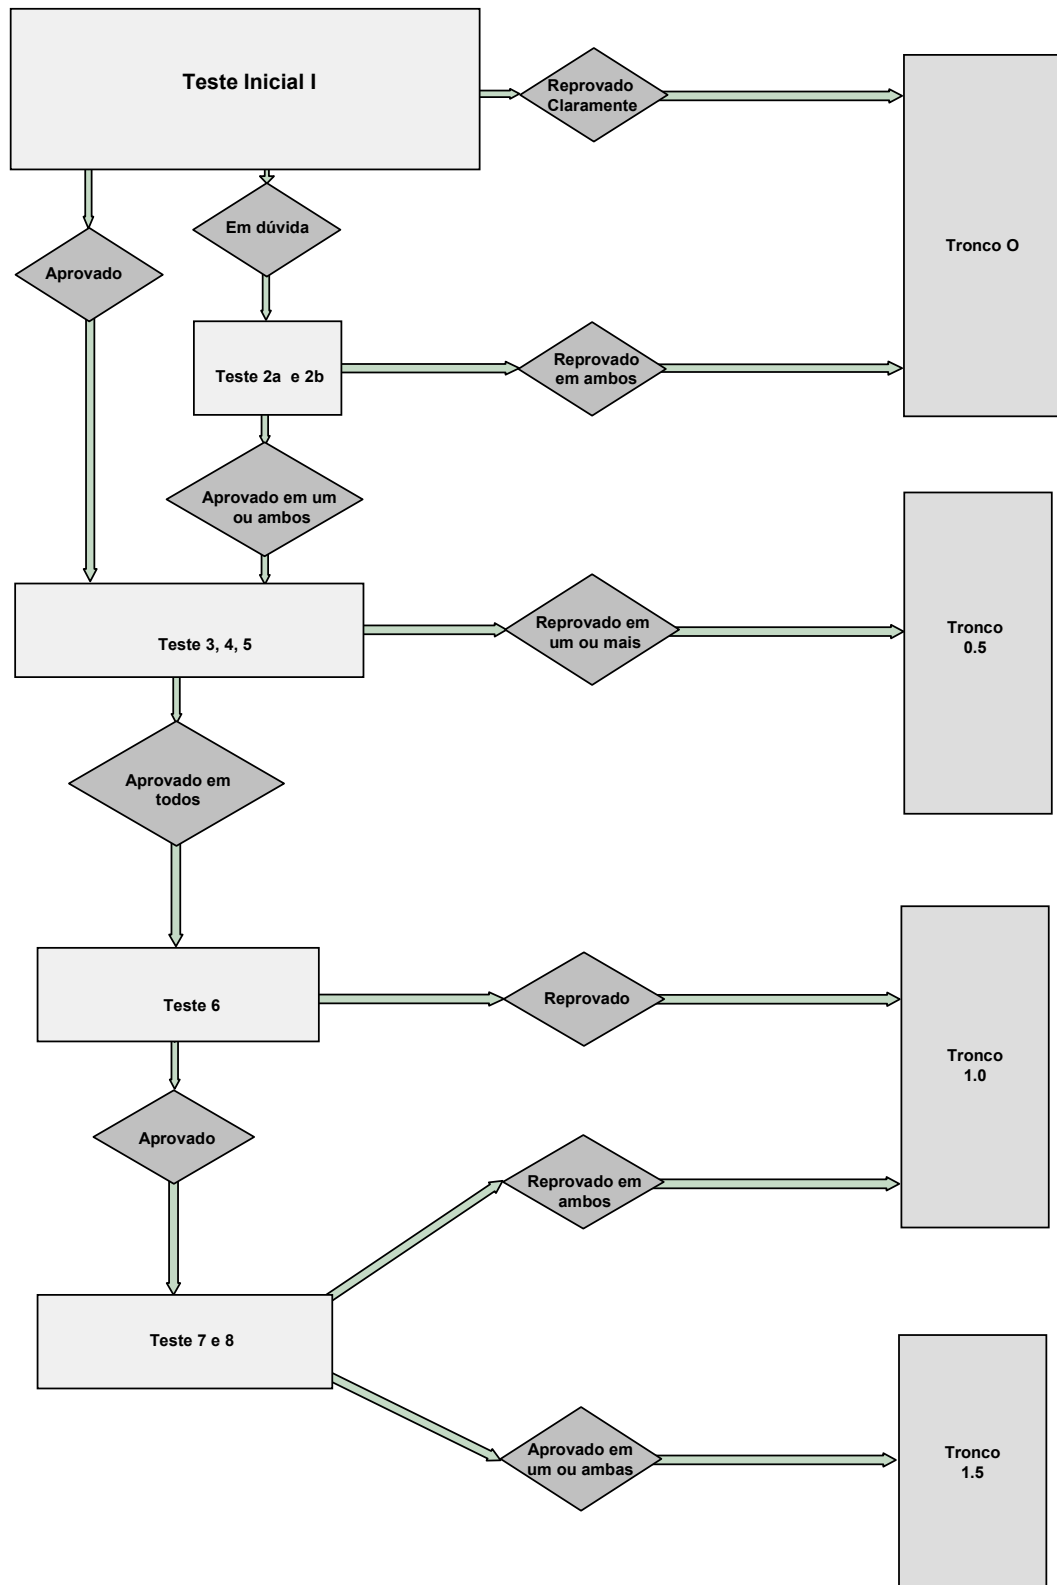 Teste Inicial I
Reprovado
Claramente
Em dúvida
Aprovado
Tronco O
Teste 2a e 2b
Reprovado
em ambos
Aprovado em um
ou ambos
Teste 3, 4, 5
Reprovado em
um ou mais
Tronco
0.5
Aprovado em
todos
Teste 6
Reprovado
Tronco
1.0
Aprovado
Reprovado em
ambos
Teste 7 e 8
Aprovado em
um ou ambas
Tronco
1.5